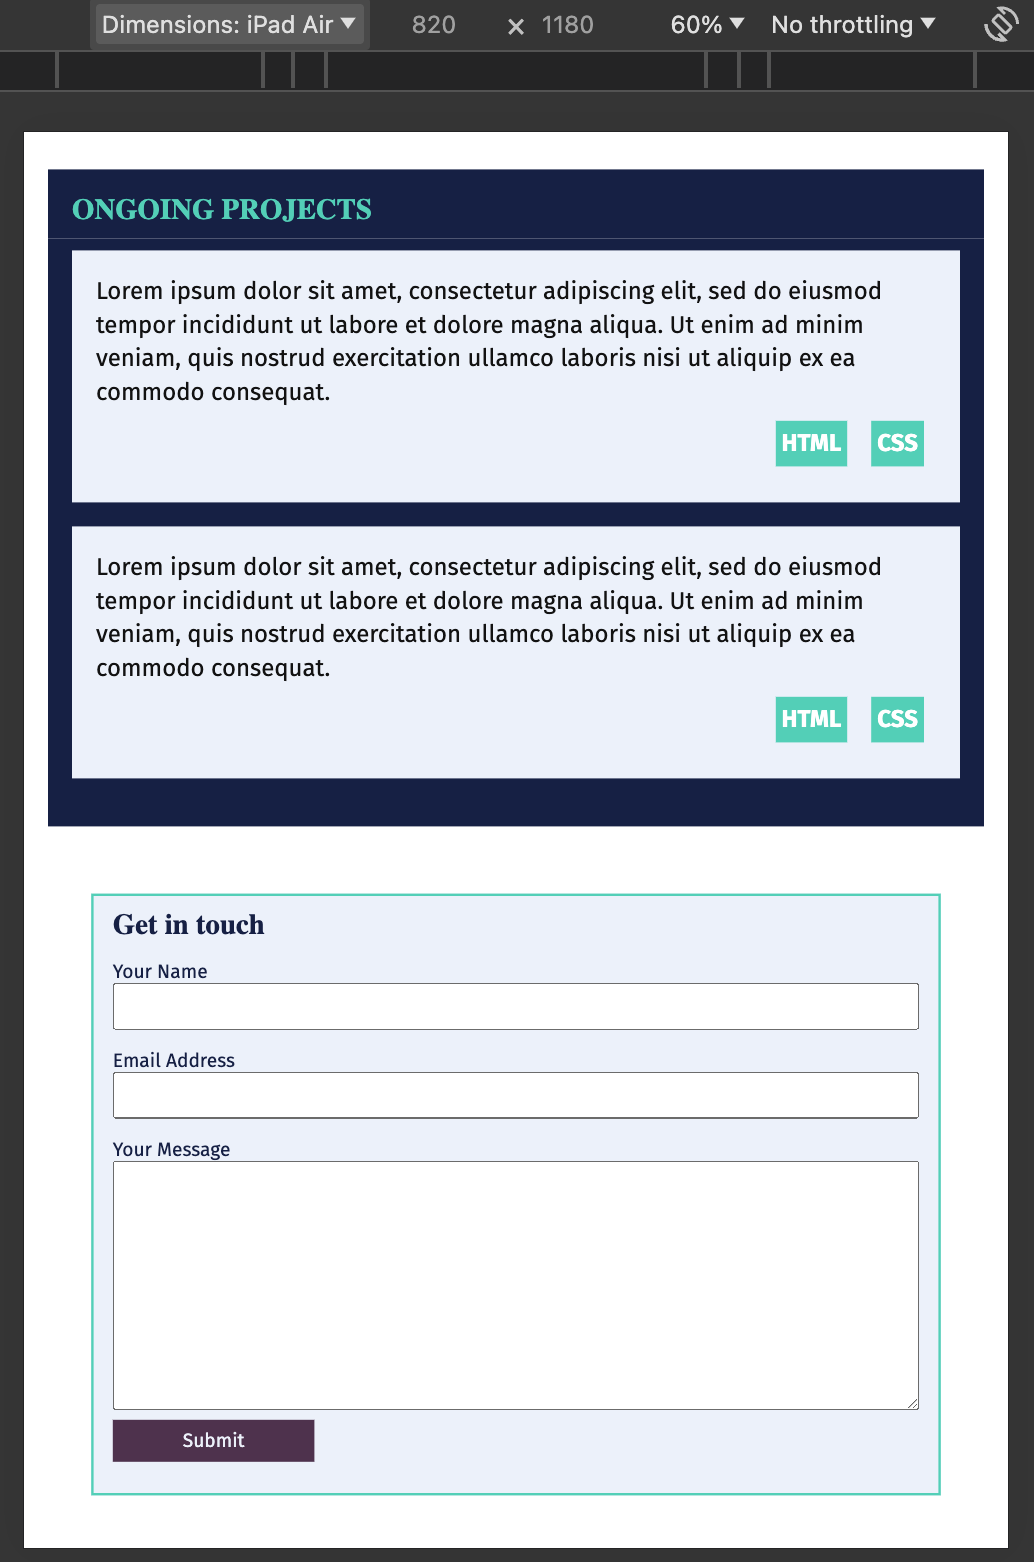 Dimensions: iPad Air ▼ 820 × 1180 60% ▼ No throttling ▼
ONGOING PROJECTS
Lorem ipsum dolor sit amet, consectetur adipiscing elit, sed do eiusmod
tempor incididunt ut labore et dolore magna aliqua. Ut enim ad minim
veniam, quis nostrud exercitation ullamco laboris nisi ut aliquip ex ea
commodo consequat.
HTML CSS
Lorem ipsum dolor sit amet, consectetur adipiscing elit, sed do eiusmod
tempor incididunt ut labore et dolore magna aliqua. Ut enim ad minim
veniam, quis nostrud exercitation ullamco laboris nisi ut aliquip ex ea
commodo consequat.
HTML CSS
Get in touch
Your Name
Email Address
Your Message
Submit